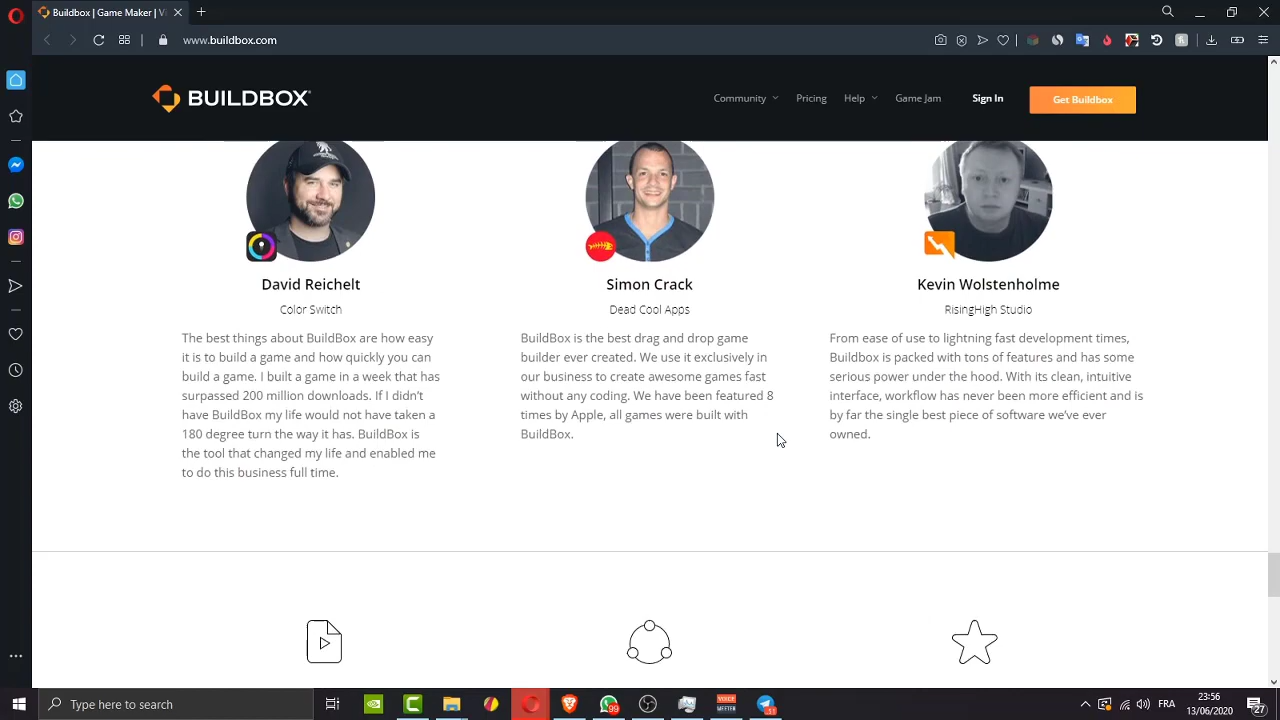 Buildbox | Game Maker | Vi
www.buildbox.com
BUILDBOX
Community
Pricing
Help
Game Jam
Sign In
Get Buildbox
David Reichelt
Color Switch
The best things about BuildBox are how easy
it is to build a game and how quickly you can
build a game. I built a game in a week that has
surpassed 200 million downloads. If I didn't
have BuildBox my life would not have taken a
180 degree turn the way it has. BuildBox is
the tool that changed my life and enabled me
to do this business full time.
Simon Crack
Dead Cool Apps
BuildBox is the best drag and drop game
builder ever created. We use it exclusively in
our business to create awesome games fast
without any coding. We have been featured 8
times by Apple, all games were built with
BuildBox.
Kevin Wolstenholme
RisingHigh Studio
From ease of use to lightning fast development times,
Buildbox is packed with tons of features and has some
serious power under the hood. With its clean, intuitive
interface, workflow has never been more efficient and is
by far the single best piece of software we've ever
owned.
Type here to search
99
VOICE
MEETER
FRA
23:56
13/06/2020
27